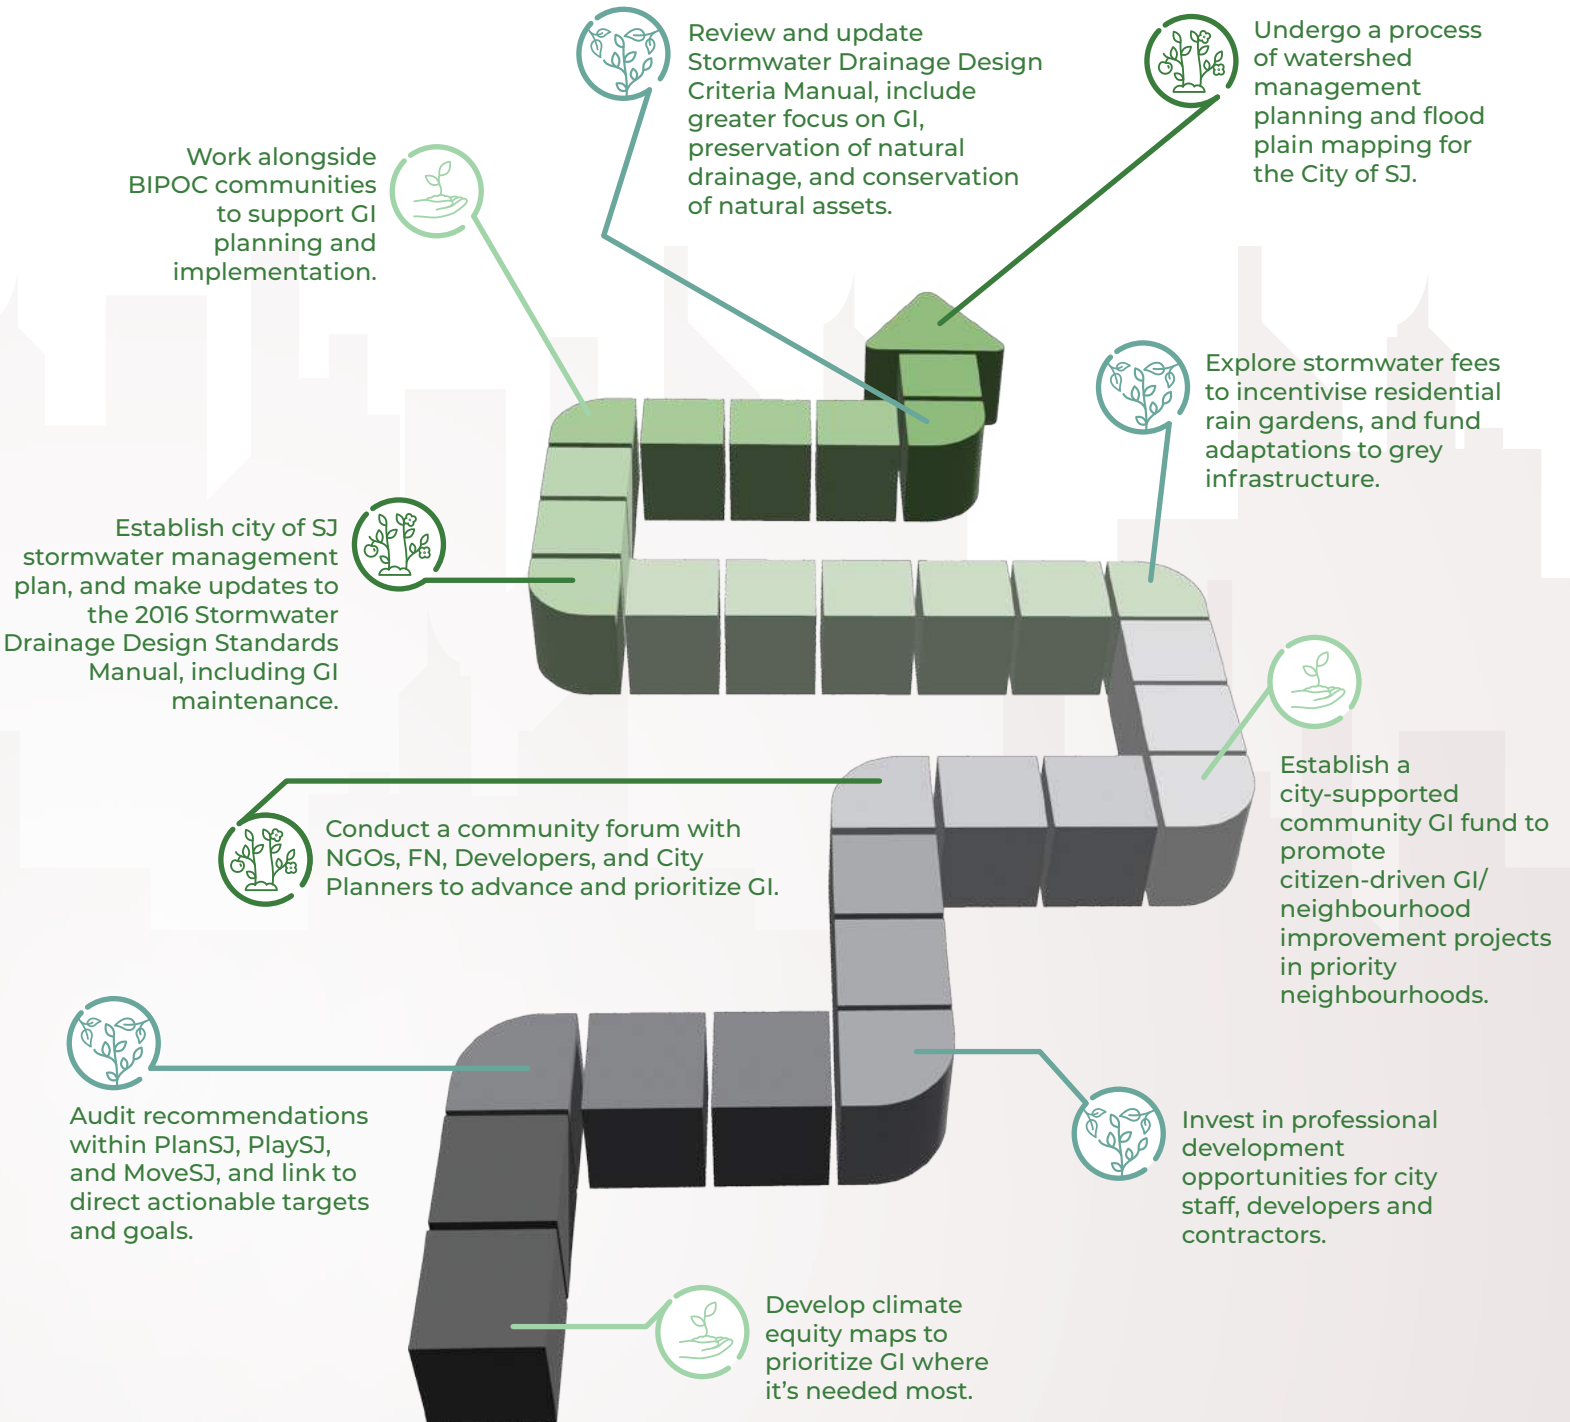 Review and update
Stormwater Drainage Design
Criteria Manual, include
greater focus on GI,
preservation of natural
drainage, and conservation
of natural assets.
Undergo a process
of watershed
management
planning and flood
plain mapping for
the City of SJ.
Work alongside
BIPOC communities
to support GI
planning and
implementation.
Explore stormwater fees
to incentivise residential
rain gardens, and fund
adaptations to grey
infrastructure.
Establish city of SJ
stormwater management
plan, and make updates to
the 2016 Stormwater
Drainage Design Standards
Manual, including GI
maintenance.
Establish a
city-supported
community GI fund to
promote
citizen-driven GI/
neighbourhood
improvement projects
in priority
neighbourhoods.
Conduct a community forum with
NGOs, FN, Developers, and City
Planners to advance and prioritize GI.
Audit recommendations
within PlanSJ, PlaySJ,
and MoveSJ, and link to
direct actionable targets
and goals.
Invest in professional
development
opportunities for city
staff, developers and
contractors.
Develop climate
equity maps to
prioritize GI where
it's needed most.